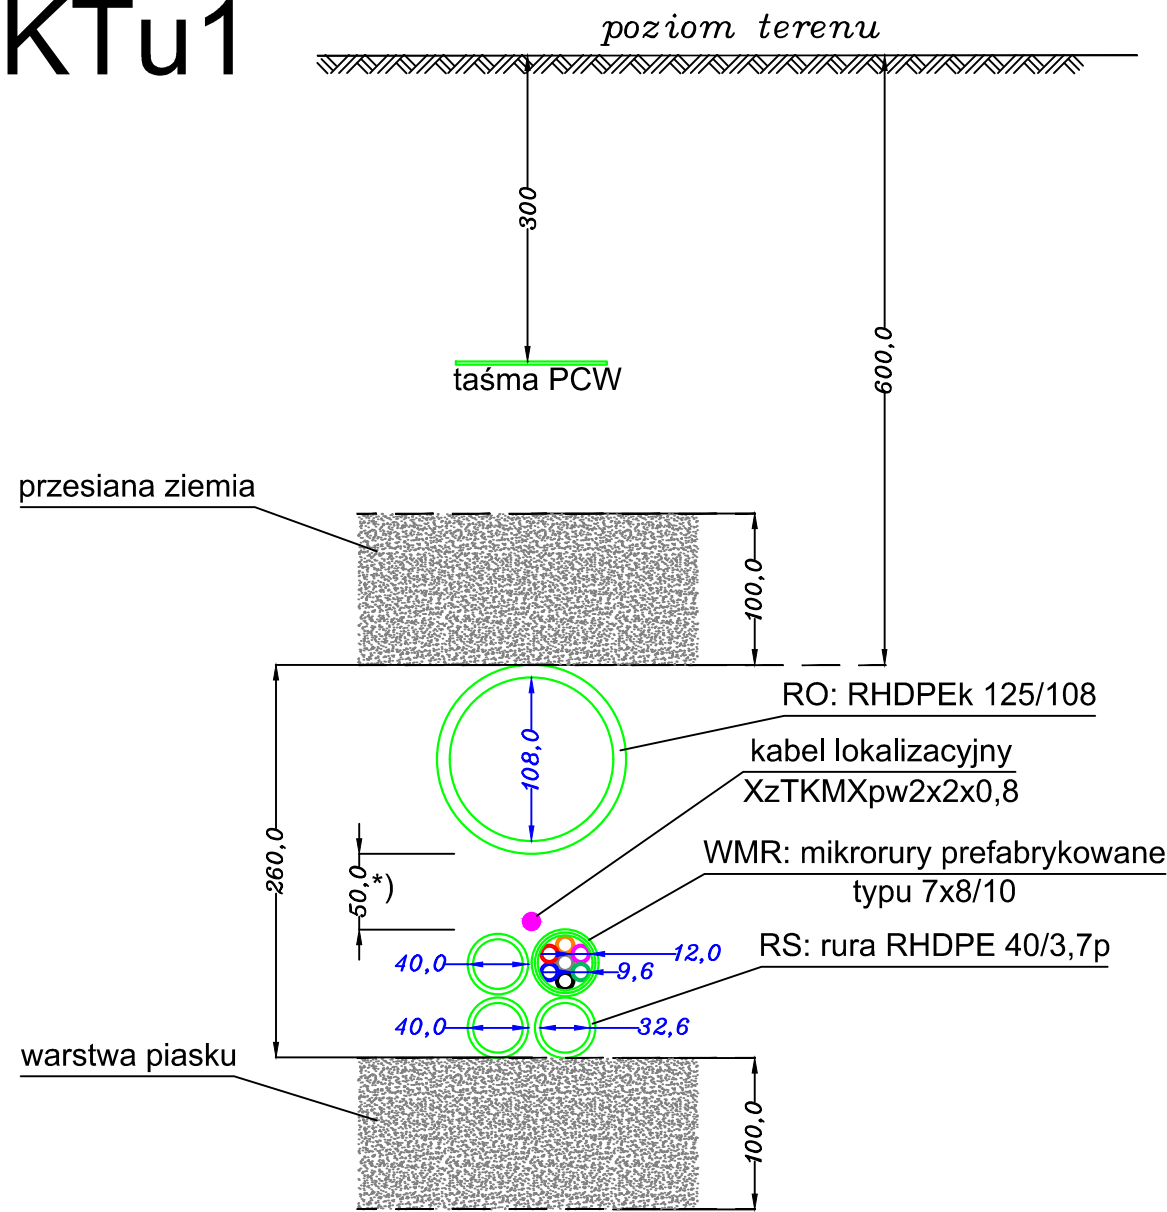 KTu1
poziom terenu
300
600,0
taśma PCW
przesiana ziemia
100,0
RO: RHDPEk 125/108
108,0
kabel lokalizacyjny
XzTKMXpw2x2x0,8
260,0
50,0 *)
WMR: mikrorury prefabrykowane
typu 7x8/10
RS: rura RHDPE 40/3,7p
40,0
12,0
9,6
40,0
32,6
warstwa piasku
100,0